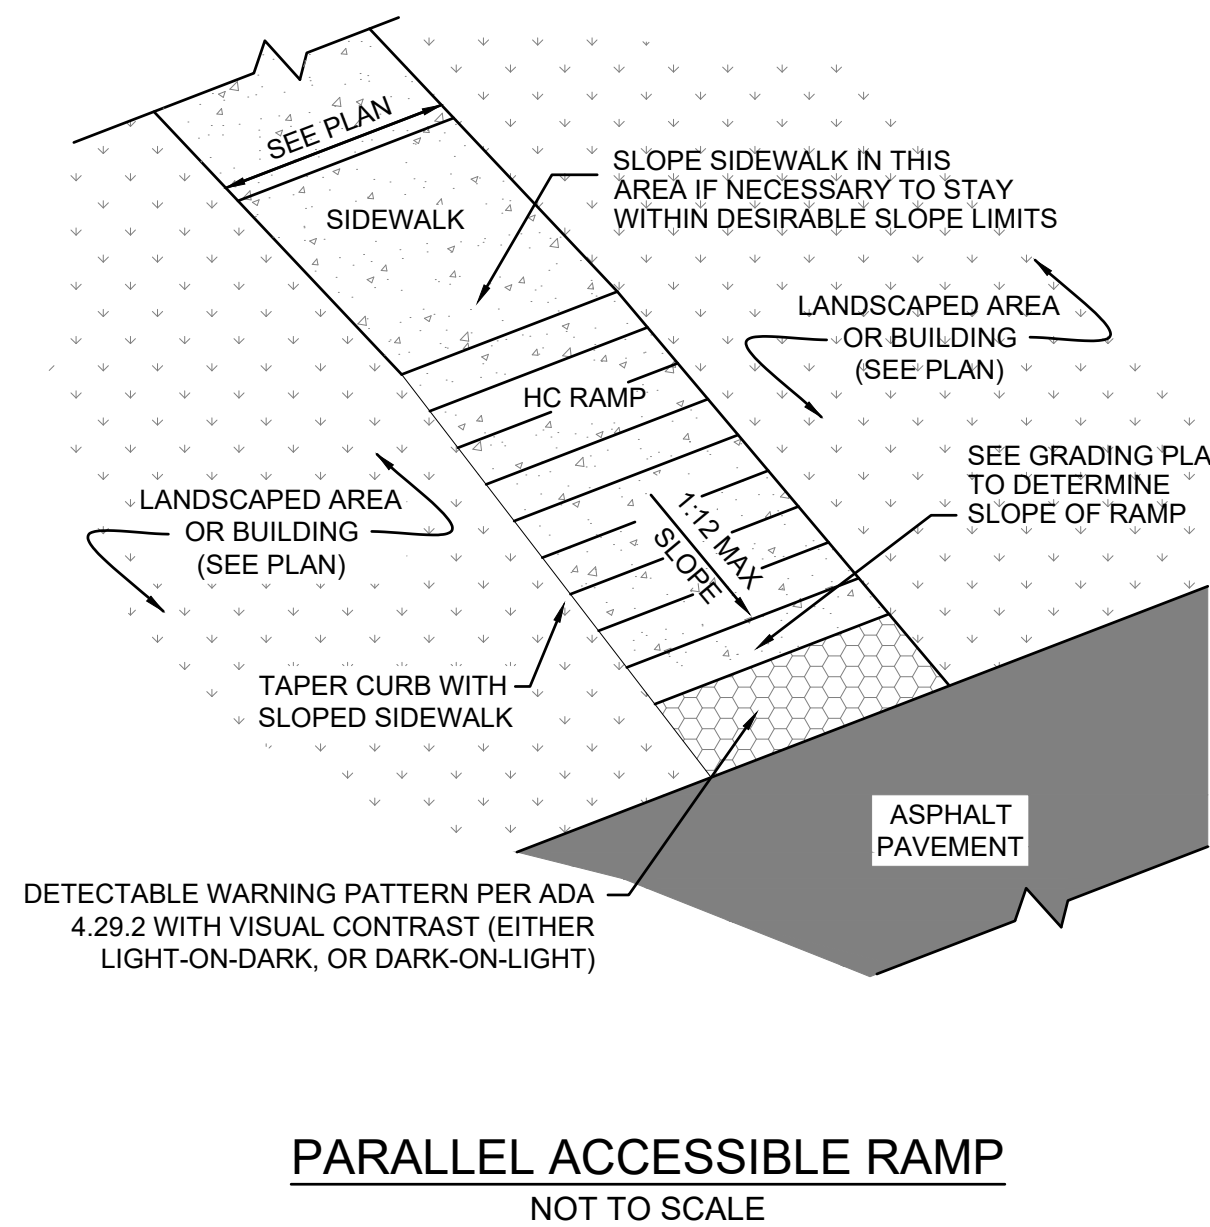 SEE PLAN
SIDEWALK
SLOPE SIDEWALK IN THIS
AREA IF NECESSARY TO STAY
WITHIN DESIRABLE SLOPE LIMITS
LANDSCAPED AREA
OR BUILDING
(SEE PLAN)
HC RAMP
SEE GRADING PLA
TO DETERMINE
SLOPE OF RAMP
LANDSCAPED AREA
OR BUILDING
(SEE PLAN)
1:12 MAX
SLOPE
TAPER CURB WITH
SLOPED SIDEWALK
ASPHALT
PAVEMENT
DETECTABLE WARNING PATTERN PER ADA
4.29.2 WITH VISUAL CONTRAST (EITHER
LIGHT-ON-DARK, OR DARK-ON-LIGHT)
PARALLEL ACCESSIBLE RAMP
NOT TO SCALE